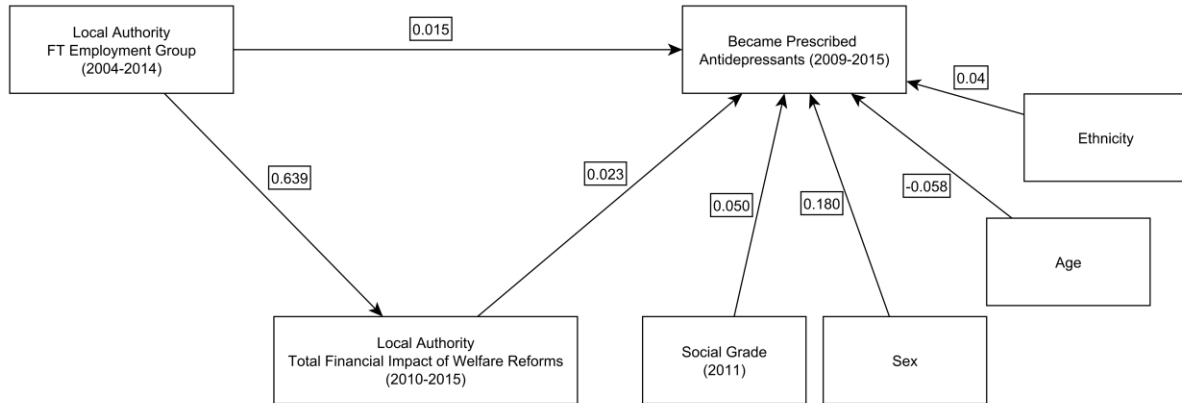 Local Authority
FT Employment Group
(2004-2014)
0.015
Became Prescribed
Antidepressants (2009-2015)
0.04
Ethnicity
0.639
0.023
0.050
0.180
-0.058
Age
Local Authority
Total Financial Impact of Welfare Reforms
(2010-2015)
Social Grade
(2011)
Sex